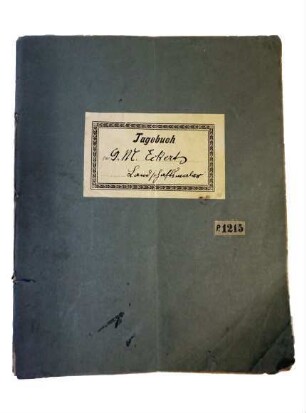 Tagebuch
v. G. M. Eckert,
Landschaftsmaler
P. 1215